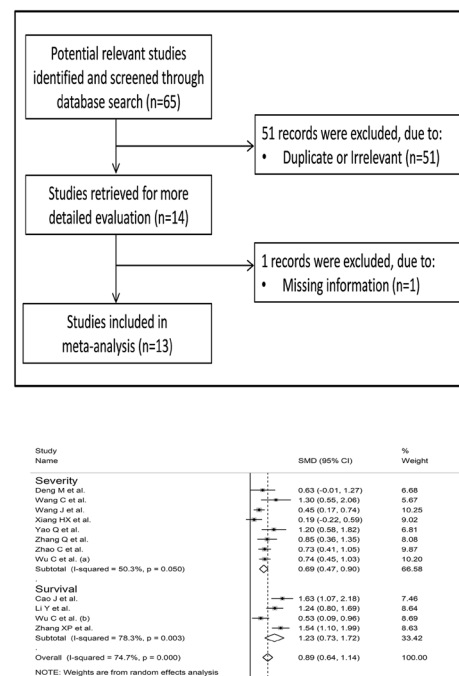 Potential relevant studies
identified and screened through
database search (n=65)
51 records were excluded, due to:
• Duplicate or Irrelevant (n=51)
Studies retrieved for more
detailed evaluation (n=14)
1 records were excluded, due to:
• Missing information (n=1)
Studies included in
meta-analysis (n=13)
Study %
Name SMD (95% CI) Weight
Severity
Deng M et al. 0.63 (-0.01, 1.27) 6.68
Wang C et al. 1.30 (0.55, 2.06) 5.67
Wang J et al. 0.45 (0.17, 0.74) 10.25
Xiang HX et al. 0.19 (-0.22, 0.59) 9.02
Yao Q et al. 1.20 (0.58, 1.82) 6.81
Zhang Q et al. 0.85 (0.36, 1.35) 8.08
Zhao C et al. 0.73 (0.41, 1.05) 9.87
Wu C et al. (a) 0.74 (0.45, 1.03) 10.20
Subtotal (I-squared = 50.3%, p = 0.050) 0.69 (0.47, 0.90) 66.58
.
Survival
Cao J et al. 1.63 (1.07, 2.18) 7.46
Li Y et al. 1.24 (0.80, 1.69) 8.64
Wu C et al. (b) 0.53 (0.09, 0.96) 8.69
Zhang XP et al. 1.54 (1.10, 1.99) 8.63
Subtotal (I-squared = 78.3%, p = 0.003) 1.23 (0.73, 1.72) 33.42
.
Overall (I-squared = 74.7%, p = 0.000) 0.89 (0.64, 1.14) 100.00
NOTE: Weights are from random effects analysis